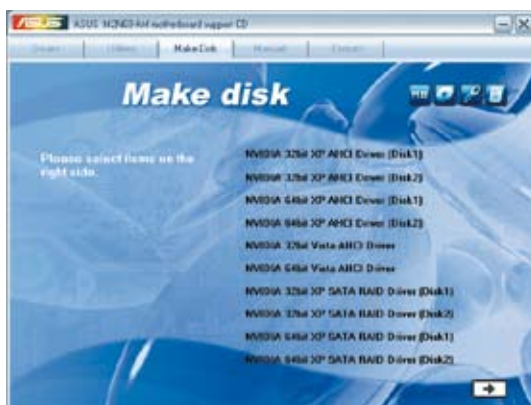 ASUS motherboard support CD
Drivers Utilities Make Disk Manual Contact
Make disk
Please select items on the
right side.
NVIDIA 32bit XP AHCI Driver (Disk1)
NVIDIA 32bit XP AHCI Driver (Disk2)
NVIDIA 64bit XP AHCI Driver (Disk1)
NVIDIA 64bit XP AHCI Driver (Disk2)
NVIDIA 32bit Vista AHCI Driver
NVIDIA 64bit Vista AHCI Driver
NVIDIA 32bit XP SATA RAID Driver (Disk1)
NVIDIA 32bit XP SATA RAID Driver (Disk2)
NVIDIA 64bit XP SATA RAID Driver (Disk1)
NVIDIA 64bit XP SATA RAID Driver (Disk2)